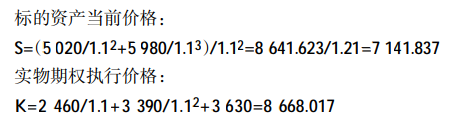 标的资产当前价格：
S=(5 020/1.1²+5 980/1.1³)/1.1²=8 641.623/1.21=7 141.837
实物期权执行价格：
K=2 460/1.1+3 390/1.1²+3 630=8 668.017